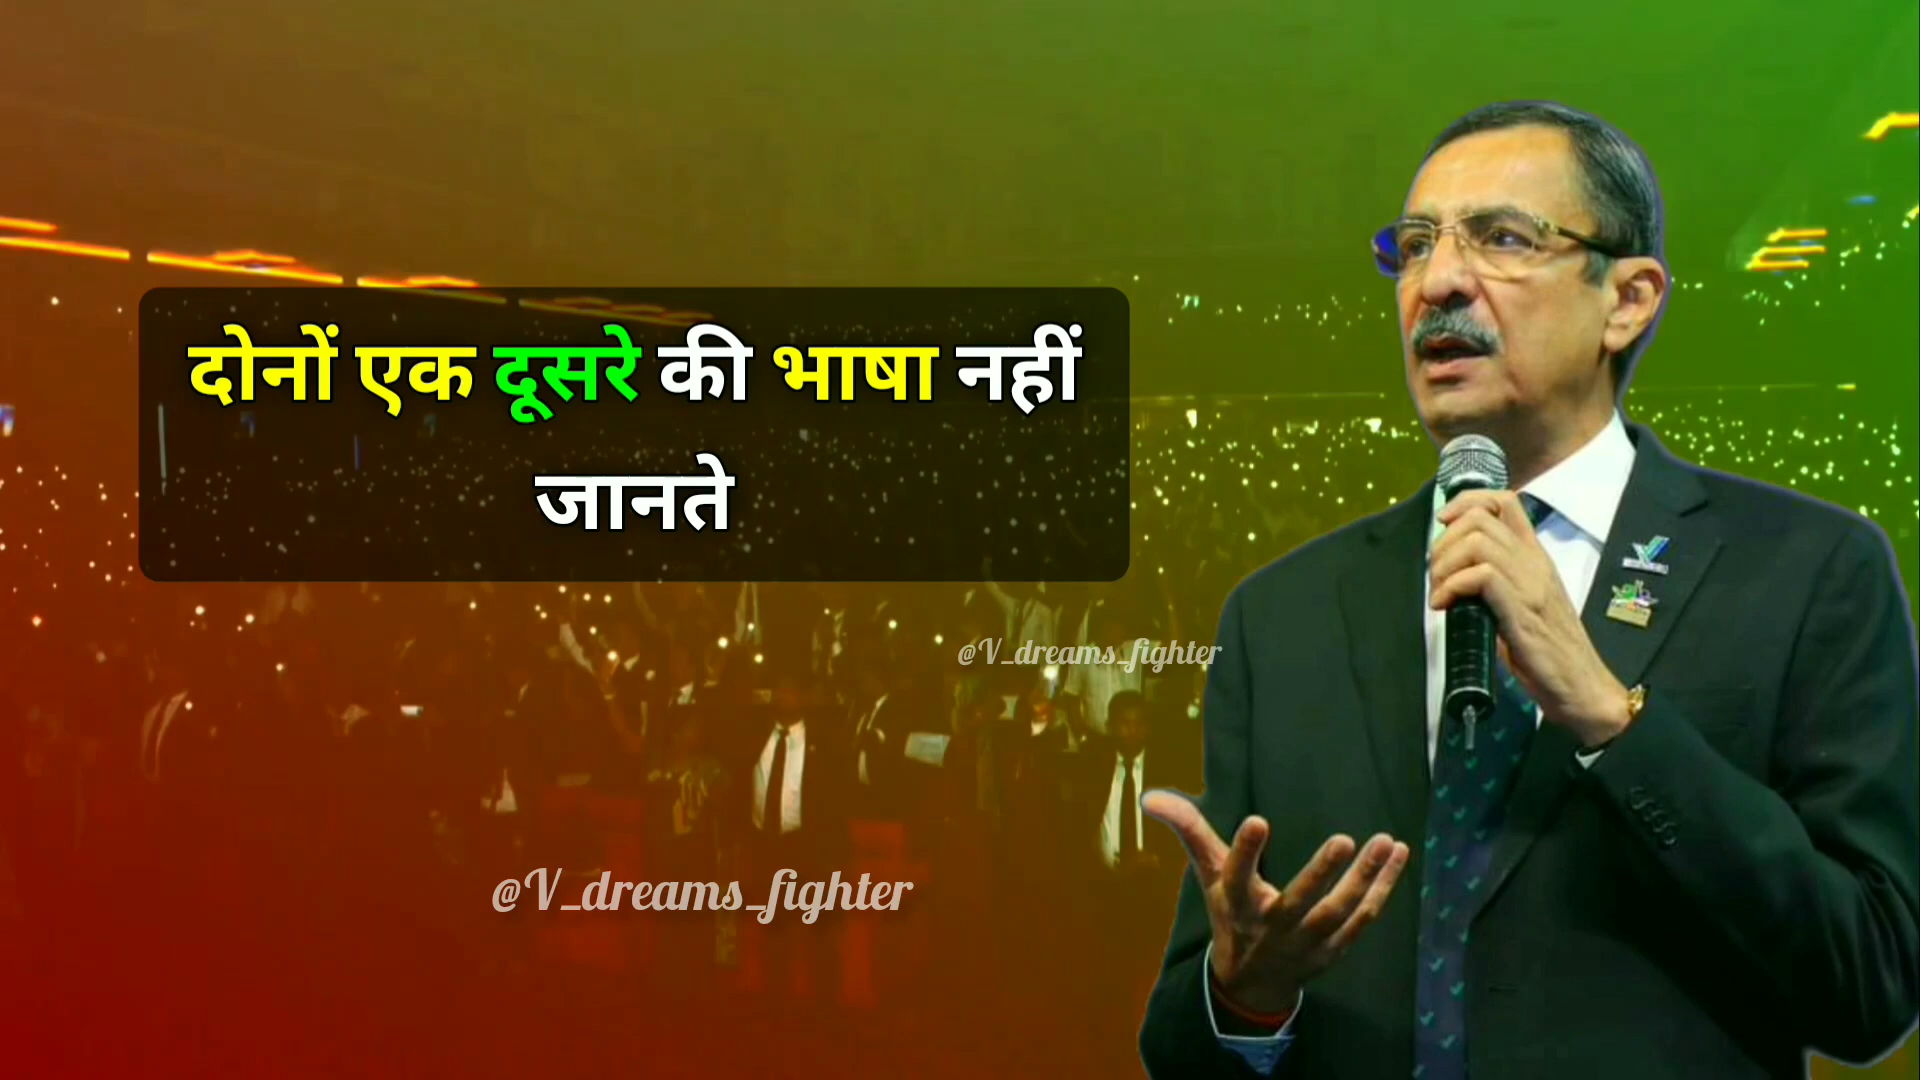 दोनों एक दूसरे की भाषा नहीं
जानते
@V_dreams_fighter
@V_dreams_fighter